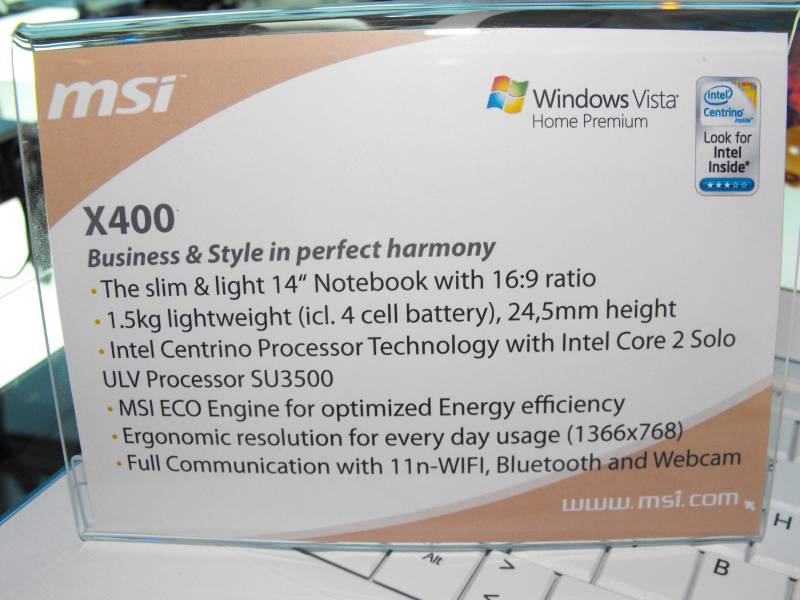 msi™
Windows Vista®
Home Premium
intel
Centrino
inside™
Look for
Intel
Inside®
X400
Business & Style in perfect harmony
• The slim & light 14“ Notebook with 16:9 ratio
• 1.5kg lightweight (icl. 4 cell battery), 24,5mm height
• Intel Centrino Processor Technology with Intel Core 2 Solo
ULV Processor SU3500
• MSI ECO Engine for optimized Energy efficiency
• Ergonomic resolution for every day usage (1366x768)
• Full Communication with 11n-WIFI, Bluetooth and Webcam
www.msi.com
H
Alt
V
B